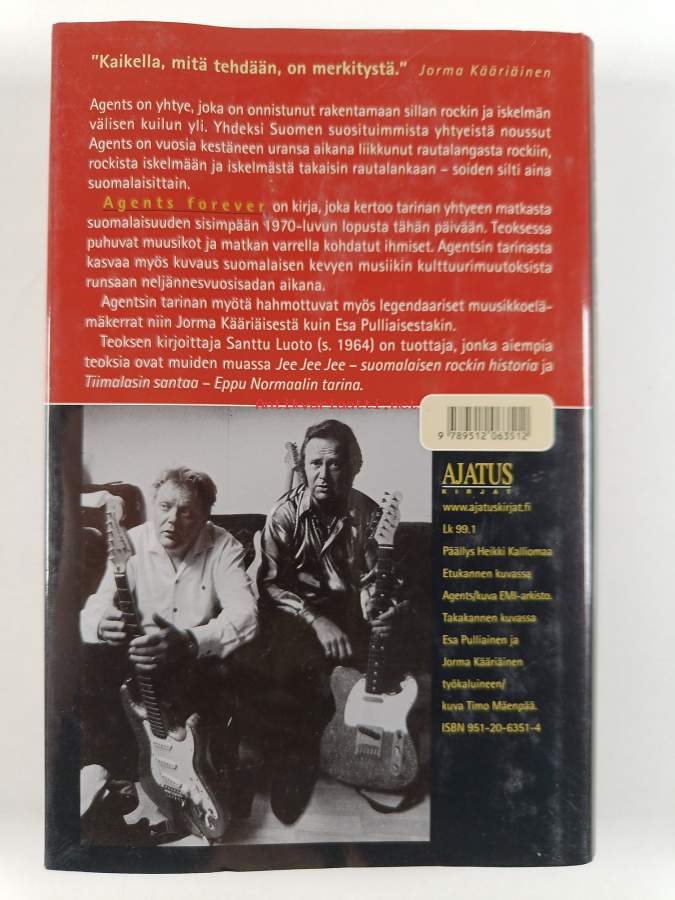 "Kaikella, mitä tehdään, on merkitystä." Jorma Kääriäinen
Agents on yhtye, joka on onnistunut rakentamaan sillan rockin ja iskelmän
välisen kuilun yli. Yhdeksi Suomen suosituimmista yhtyeistä noussut
Agents on vuosia kestäneen uransa aikana liikkunut rautalangasta rockiin,
rockista iskelmään ja iskelmästä takaisin rautalankaan – soiden silti aina
suomalaisittain.
Agents forever on kirja, joka kertoo tarinan yhtyeen matkasta
suomalaisuuden sisimpään 1970-luvun lopusta tähän päivään. Teoksessa
puhuvat muusikot ja matkan varrella kohdatut ihmiset. Agentsin tarinasta
kasvaa myös kuvaus suomalaisen kevyen musiikin kulttuurimuutoksista
runsaan neljännesvuosisadan aikana.
Agentsin tarinan myötä hahmottuvat myös legendaariset muusikkoelä-
mäkerrat niin Jorma Kääriäisestä kuin Esa Pulliaisestakin.
Teoksen kirjoittaja Santtu Luoto (s. 1964) on tuottaja, jonka aiempia
teoksia ovat muiden muassa Jee Jee Jee – suomalaisen rockin historia ja
Tiimalasin santaa – Eppu Normaalin tarina.
antikvariaatti.net
9 789512 063512
AJATUS
KIRJAT
www.ajatuskirjat.fi
Lk 99.1
Päällys Heikki Kalliomaa
Etukannen kuvassa
Agents/kuva EMI-arkisto.
Takakannen kuvassa
Esa Pulliainen ja
Jorma Kääriäinen
työkaluineen/
kuva Timo Mäenpää.
ISBN 951-20-6351-4